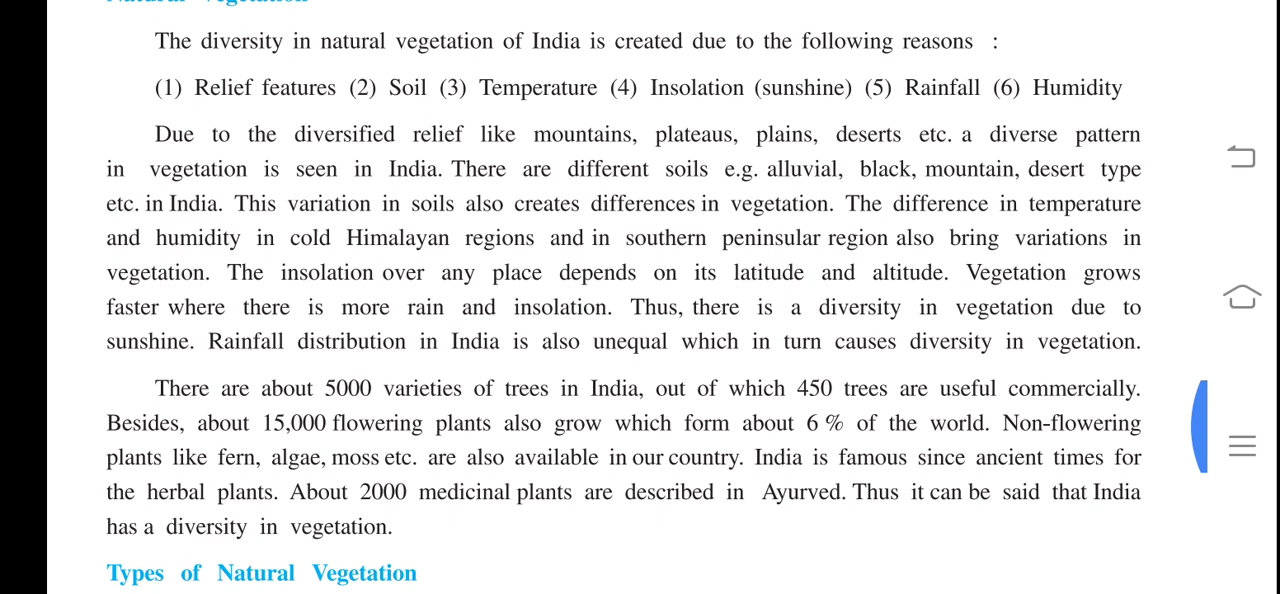 The diversity in natural vegetation of India is created due to the following reasons :
(1) Relief features (2) Soil (3) Temperature (4) Insolation (sunshine) (5) Rainfall (6) Humidity
Due to the diversified relief like mountains, plateaus, plains, deserts etc. a diverse pattern
in vegetation is seen in India. There are different soils e.g. alluvial, black, mountain, desert type
etc. in India. This variation in soils also creates differences in vegetation. The difference in temperature
and humidity in cold Himalayan regions and in southern peninsular region also bring variations in
vegetation. The insolation over any place depends on its latitude and altitude. Vegetation grows
faster where there is more rain and insolation. Thus, there is a diversity in vegetation due to
sunshine. Rainfall distribution in India is also unequal which in turn causes diversity in vegetation.
There are about 5000 varieties of trees in India, out of which 450 trees are useful commercially.
Besides, about 15,000 flowering plants also grow which form about 6 % of the world. Non-flowering
plants like fern, algae, moss etc. are also available in our country. India is famous since ancient times for
the herbal plants. About 2000 medicinal plants are described in Ayurved. Thus it can be said that India
has a diversity in vegetation.
Types of Natural Vegetation